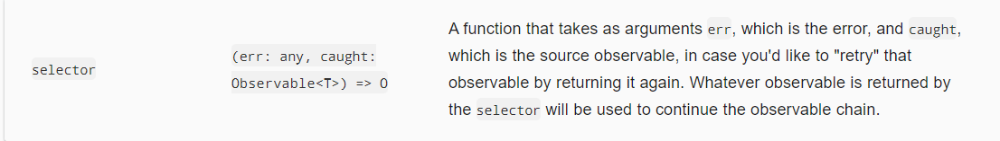 A function that takes as arguments err, which is the error, and caught,
(err: any, caught: which is the source observable, in case you'd like to "retry" that
selector
Observable<T>) => O observable by returning it again. Whatever observable is returned by
the selector will be used to continue the observable chain.